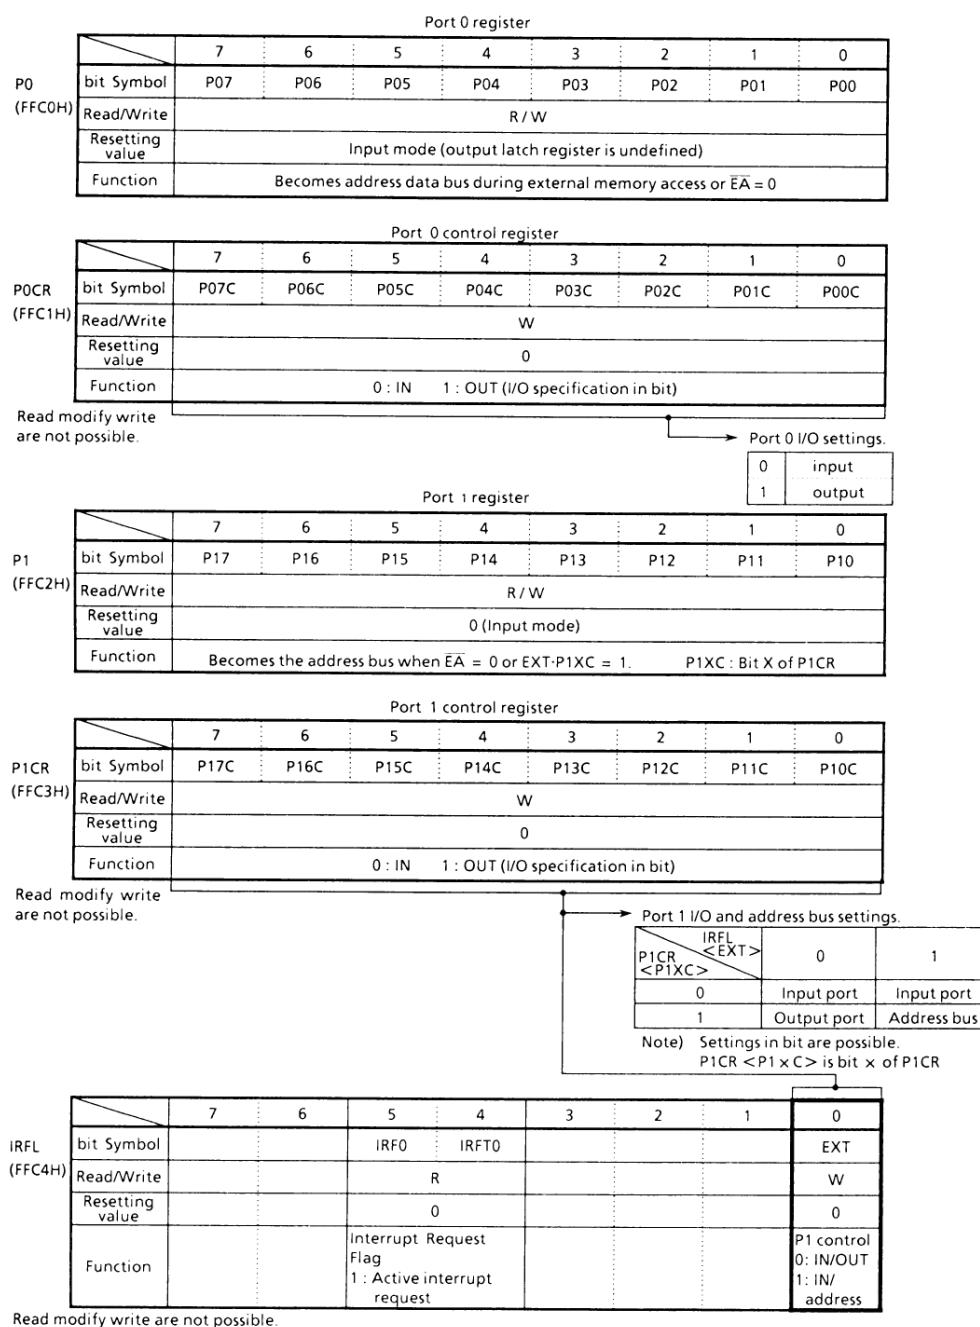 Port 0 register
7 6 5 4 3 2 1 0
P0
(FFC0H)
bit Symbol P07 P06 P05 P04 P03 P02 P01 P00
Read/Write R / W
Resetting
value
Input mode (output latch register is undefined)
Function Becomes address data bus during external memory access or EA = 0
Port 0 control register
7 6 5 4 3 2 1 0
P0CR
(FFC1H)
bit Symbol P07C P06C P05C P04C P03C P02C P01C P00C
Read/Write W
Resetting
value
0
Function 0 : IN 1 : OUT (I/O specification in bit)
Read modify write
are not possible.
Port 0 I/O settings.
0 input
1 output
Port 1 register
7 6 5 4 3 2 1 0
P1
(FFC2H)
bit Symbol P17 P16 P15 P14 P13 P12 P11 P10
Read/Write R / W
Resetting
value
0 (Input mode)
Function Becomes the address bus when EA = 0 or EXT·P1XC = 1. P1XC : Bit X of P1CR
Port 1 control register
7 6 5 4 3 2 1 0
P1CR
(FFC3H)
bit Symbol P17C P16C P15C P14C P13C P12C P11C P10C
Read/Write W
Resetting
value
0
Function 0 : IN 1 : OUT (I/O specification in bit)
Read modify write
are not possible.
Port 1 I/O and address bus settings.
IRFL
<EXT>
P1CR
<P1XC>
0 1
0 Input port Input port
1 Output port Address bus
Note) Settings in bit are possible.
P1CR <P1 x C> is bit x of P1CR
7 6 5 4 3 2 1 0
IRFL
(FFC4H)
bit Symbol IRF0 IRFT0 EXT
Read/Write R W
Resetting
value
0 0
Function
Interrupt Request
Flag
1 : Active interrupt
request
P1 control
0: IN/OUT
1: IN/
address
Read modify write are not possible.